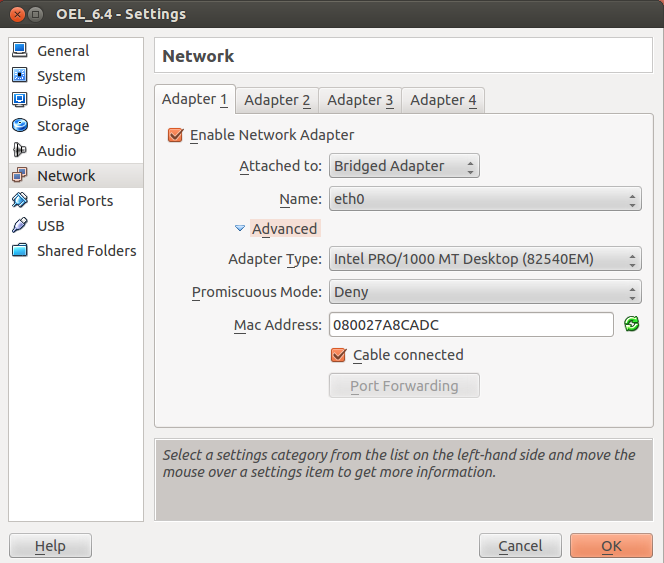 OEL_6.4 - Settings
General
System
Display
Storage
Audio
Network
Serial Ports
USB
Shared Folders
Network
Adapter 1 Adapter 2 Adapter 3 Adapter 4
Enable Network Adapter
Attached to: Bridged Adapter
Name: eth0
Advanced
Adapter Type: Intel PRO/1000 MT Desktop (82540EM)
Promiscuous Mode: Deny
Mac Address: 080027A8CADC
Cable connected
Port Forwarding
Select a settings category from the list on the left-hand side and move the
mouse over a settings item to get more information.
Help Cancel OK